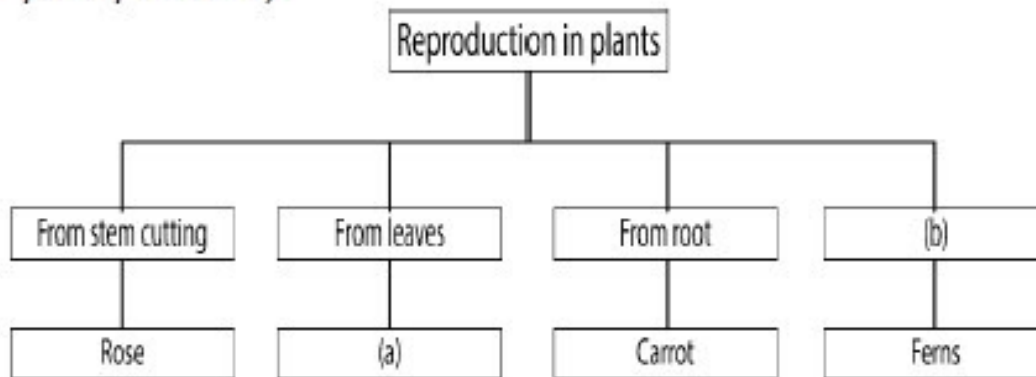 Reproduction in plants
From stem cutting
From leaves
From root
(b)
Rose
(a)
Carrot
Ferns